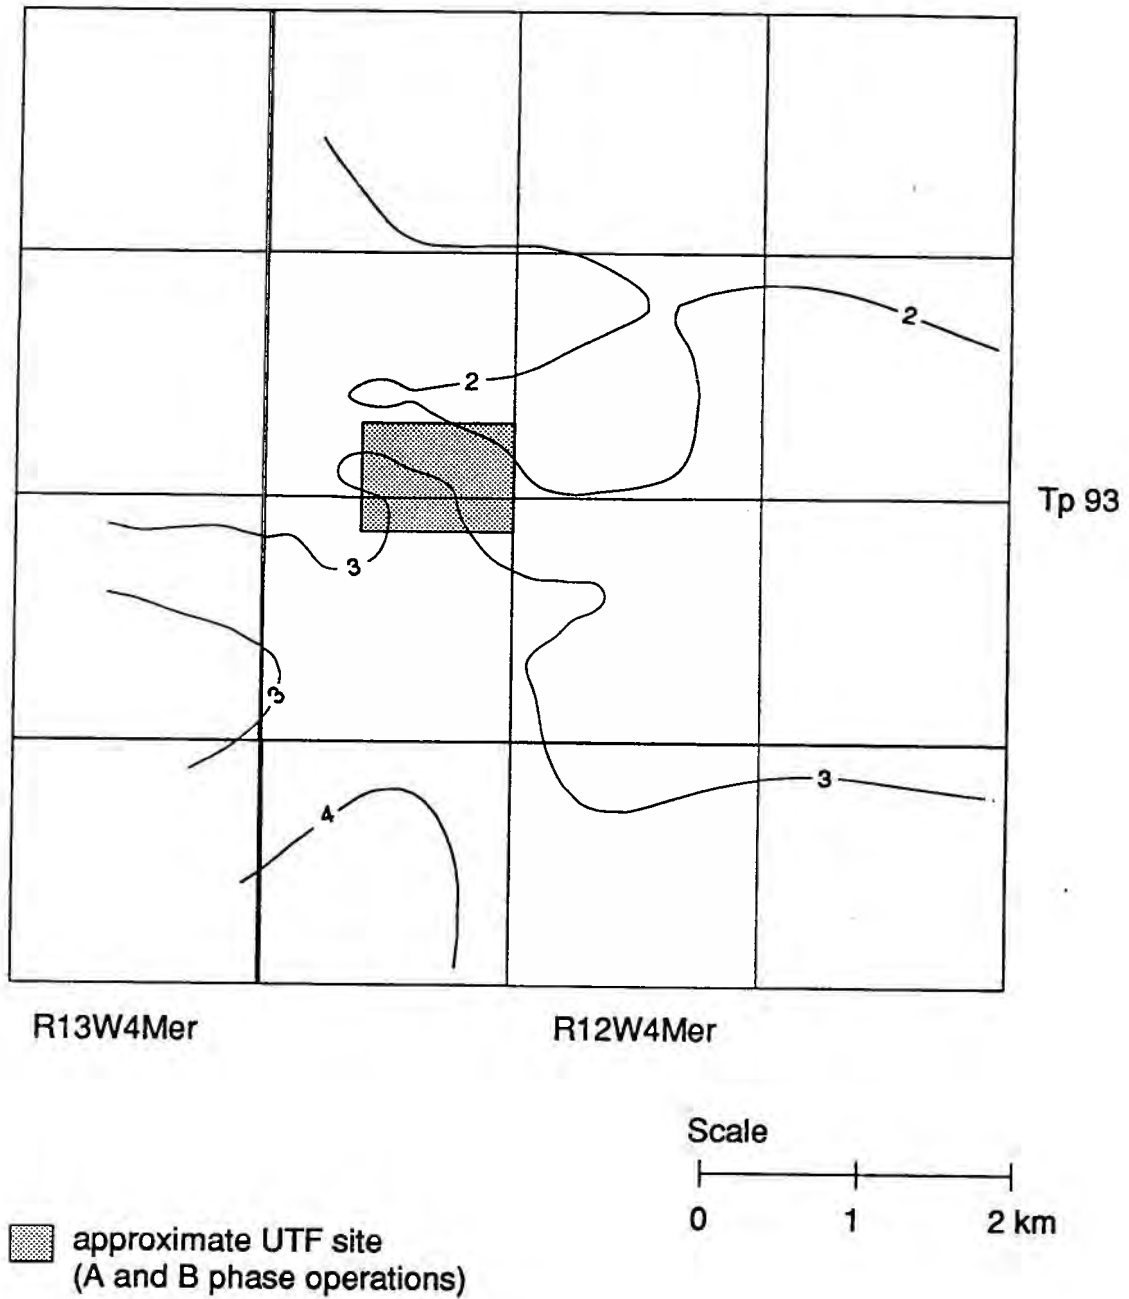 2
2
Tp 93
3
3
3
4
R13W4Mer
R12W4Mer
Scale
0 1 2 km
approximate UTF site
(A and B phase operations)